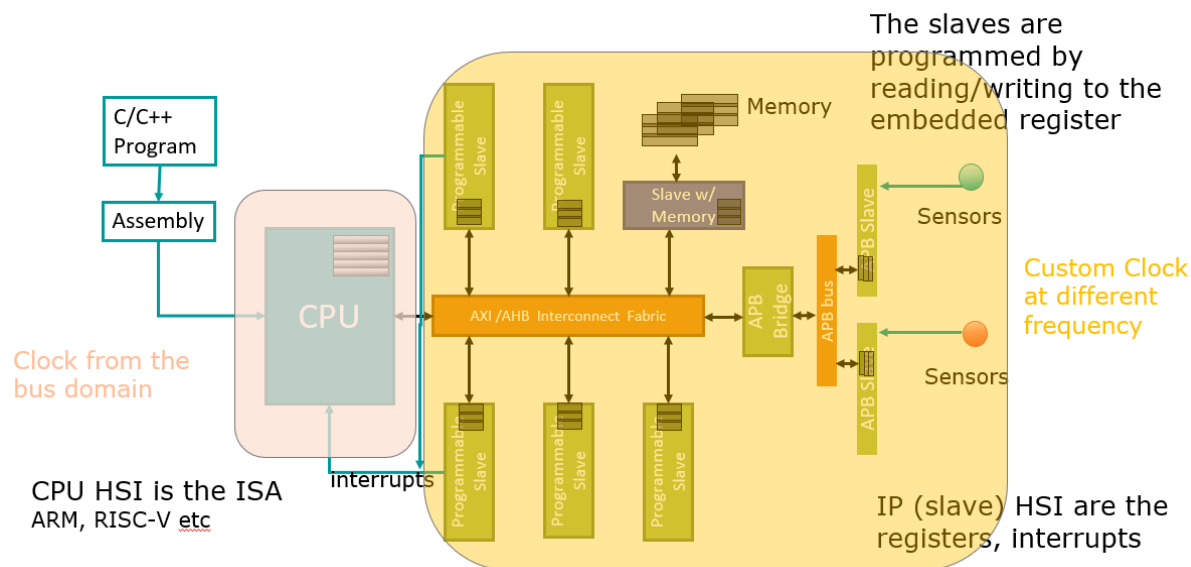 The slaves are
programmed by
reading/writing to the
embedded register
C/C++
Program
Assembly
CPU
Clock from the
bus domain
CPU HSI is the ISA
ARM, RISC-V etc
interrupts
Programmable
Slave
Programmable
Slave
Memory
Slave w/
Memory
AXI /AHB Interconnect Fabric
Programmable
Slave
Programmable
Slave
Programmable
Slave
APB
Bridge
APB bus
APB Slave
APB Slave
Sensors
Sensors
Custom Clock
at different
frequency
IP (slave) HSI are the
registers, interrupts